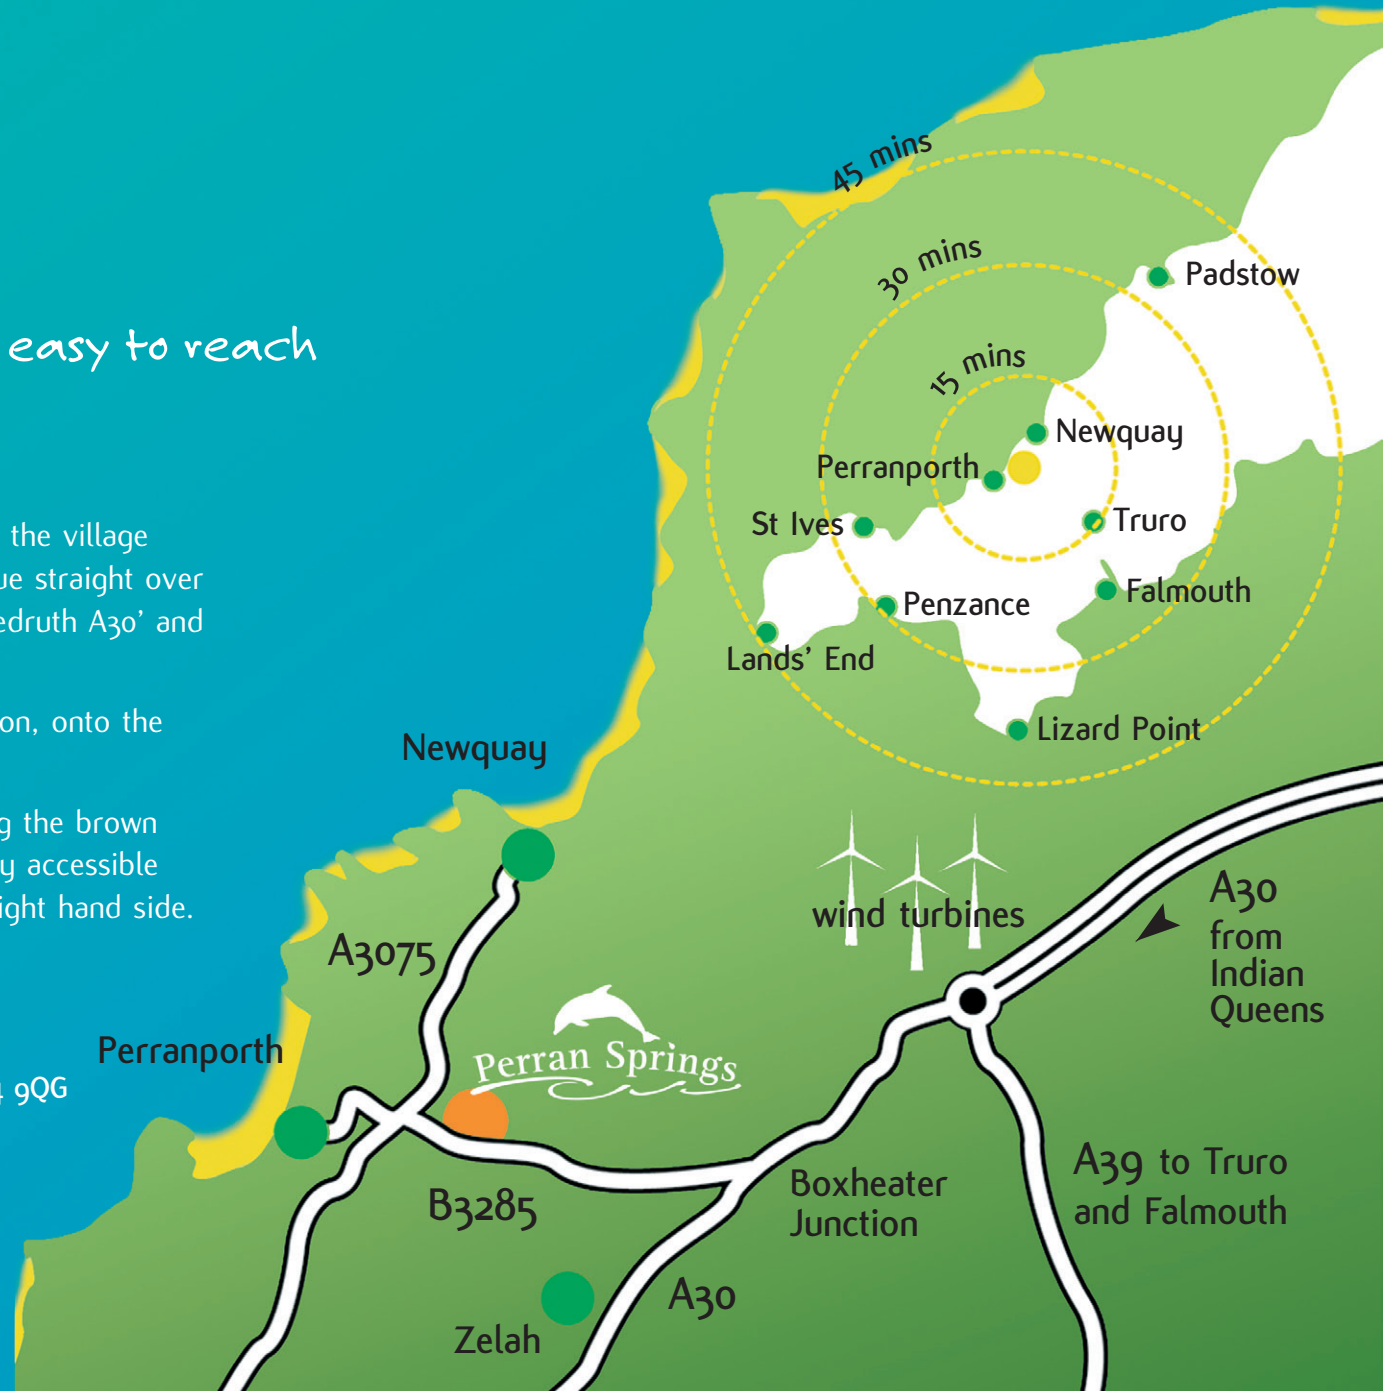 easy to reach
the village
ue straight over
edruth A30' and
on, onto the
g the brown
y accessible
ight hand side.
9QG
45 mins
30 mins
15 mins
Padstow
Newquay
Perranporth
St Ives
Truro
Penzance
Falmouth
Lands' End
Lizard Point
Newquay
wind turbines
A30
from
Indian
Queens
A3075
Perranporth
Perran Springs
B3285
Boxheater
Junction
A39 to Truro
and Falmouth
A30
Zelah